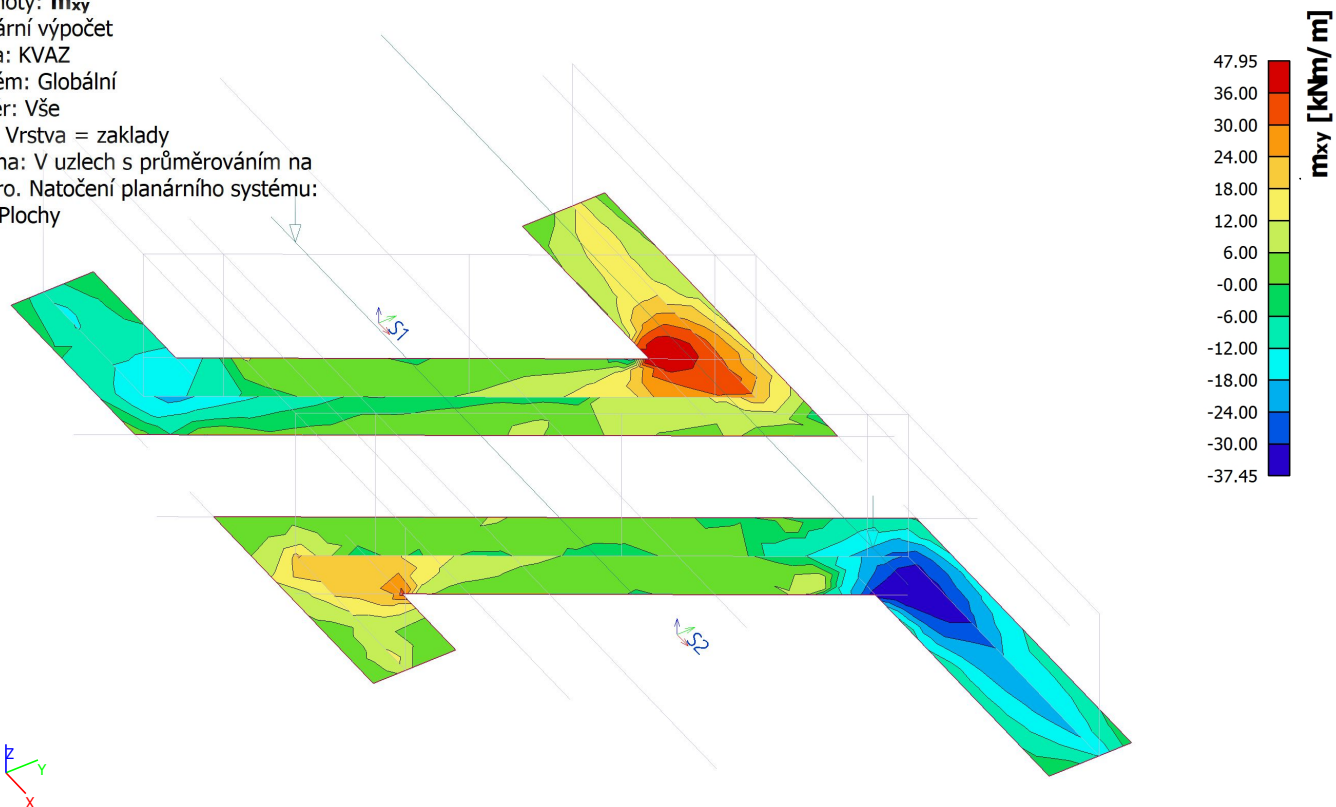 m_xy
ární výpočet
a: KVAZ
ém: Globální
er: Vše
Vrstva = zaklady
na: V uzlech s průměrováním na
ro. Natočení planárního systému:
Plochy
mxy [kNm/m]
47.95
36.00
30.00
24.00
18.00
12.00
6.00
-0.00
-6.00
-12.00
-18.00
-24.00
-30.00
-37.45
S1
S2
Z
Y
X